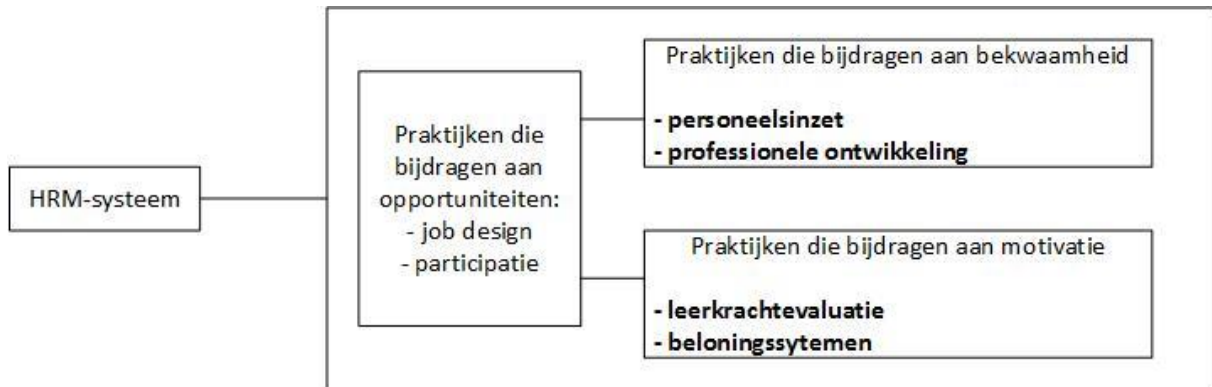 HRM-systeem
Praktijken die
bijdragen aan
opportuniteiten:
- job design
- participatie
Praktijken die bijdragen aan bekwaamheid
- personeelsinzet
- professionele ontwikkeling
Praktijken die bijdragen aan motivatie
- leerkrachtevaluatie
- beloningssytemen